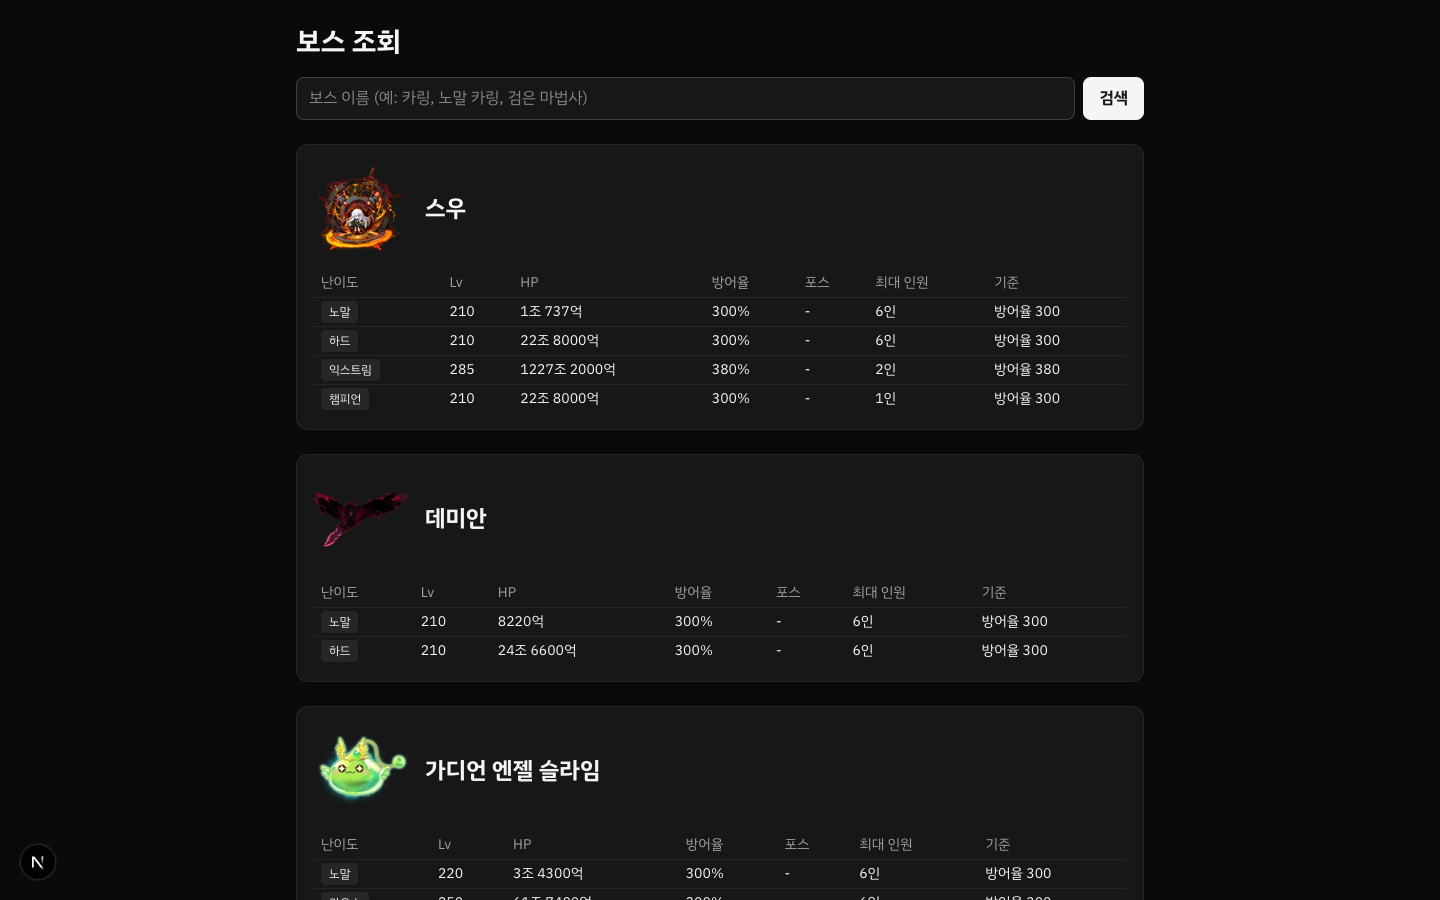 보스 조회
보스 이름 (예: 카링, 노말 카링, 검은 마법사) 검색
스우
난이도 Lv HP 방어율 포스 최대 인원 기준
노말 210 1조 737억 300% - 6인 방어율 300
하드 210 22조 8000억 300% - 6인 방어율 300
익스트림 285 1227조 2000억 380% - 2인 방어율 380
챔피언 210 22조 8000억 300% - 1인 방어율 300
데미안
난이도 Lv HP 방어율 포스 최대 인원 기준
노말 210 8220억 300% - 6인 방어율 300
하드 210 24조 6600억 300% - 6인 방어율 300
가디언 엔젤 슬라임
난이도 Lv HP 방어율 포스 최대 인원 기준
노말 220 3조 4300억 300% - 6인 방어율 300
N